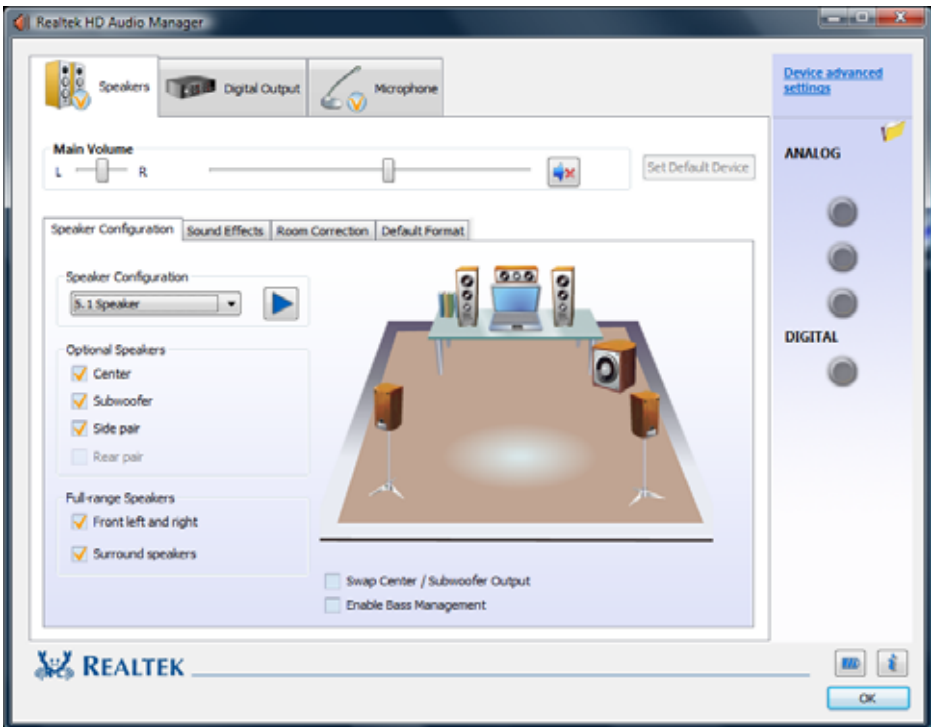 Realtek HD Audio Manager
Speakers
Digital Output
Microphone
Device advanced
settings
Main Volume
L
R
Set Default Device
ANALOG
Speaker Configuration
Sound Effects
Room Correction
Default Format
Speaker Configuration
5.1 Speaker
Optional Speakers
Center
Subwoofer
Side pair
Rear pair
DIGITAL
Full-range Speakers
Front left and right
Surround speakers
Swap Center / Subwoofer Output
Enable Bass Management
REALTEK
OK